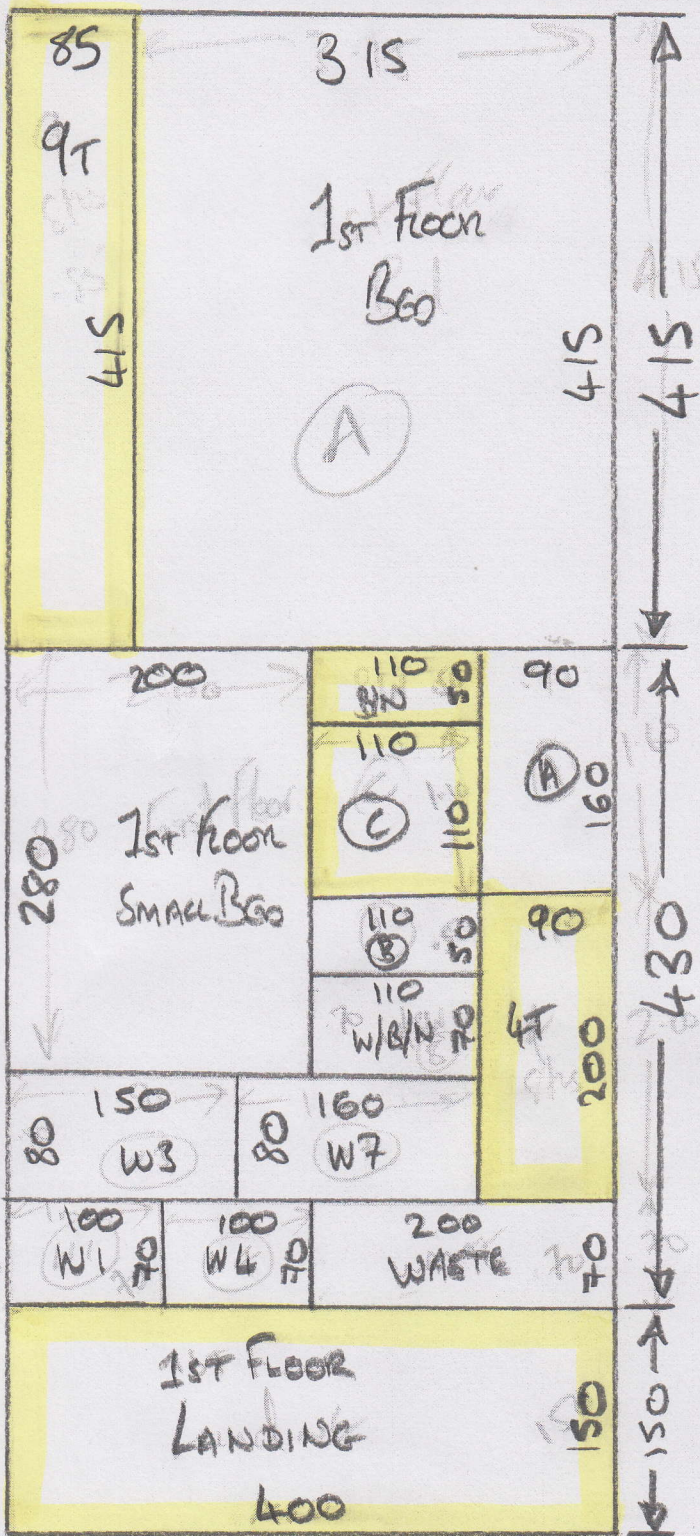 85
315
9T
1st Floor
BED
A
415
415
415
200
110
50
B/N
90
110
C
110
A
160
280
1st Floor
SMALL BED
110
B
50
90
430
110
W/B/N
70
4T
200
150
80
W3
160
80
W7
100
W1
70
100
W4
70
200
WASTE
70
1ST FLOOR
LANDING
150
400
150